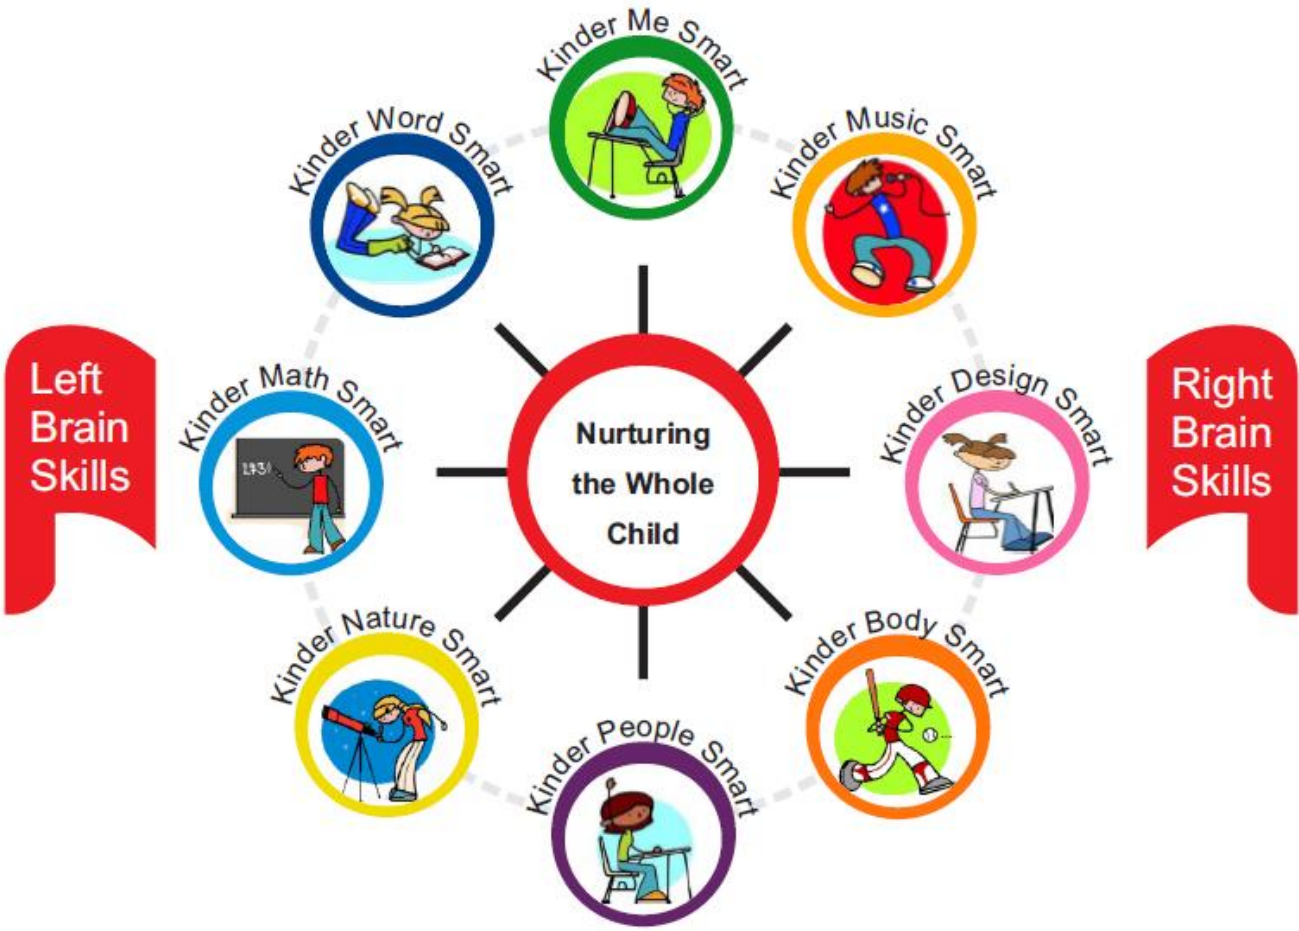 Kinder Me Smart
Kinder Word Smart
Kinder Music Smart
Left
Brain
Skills
Kinder Math Smart
Nurturing
the Whole
Child
Kinder Design Smart
Right
Brain
Skills
Kinder Nature Smart
Kinder Body Smart
Kinder People Smart